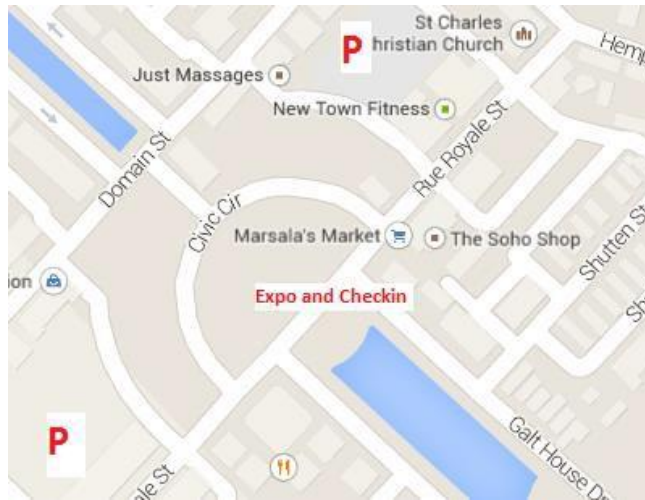 St Charles
P
hristian Church
Hemp
Just Massages
New Town Fitness
Domain St
Rue Royale St
Civic Cir
Marsala's Market
The Soho Shop
Shutten St
ion
Expo and Checkin
Sh
P
Galt House Dr
ale St